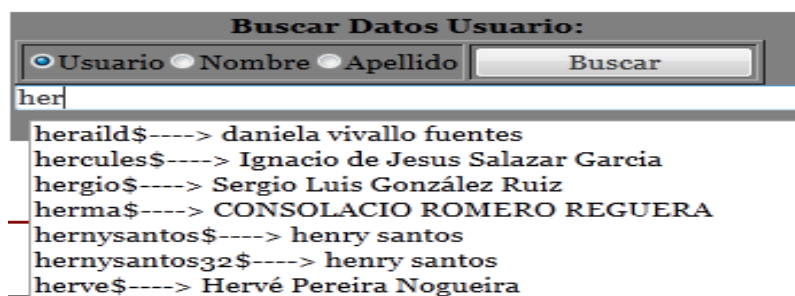 Buscar Datos Usuario:
Usuario Nombre Apellido Buscar
her
heraild$----> daniela vivallo fuentes
hercules$----> Ignacio de Jesus Salazar Garcia
hergio$----> Sergio Luis González Ruiz
herma$----> CONSOLACIO ROMERO REGUERA
hernysantos$----> henry santos
hernysantos32$----> henry santos
herve$----> Hervé Pereira Nogueira